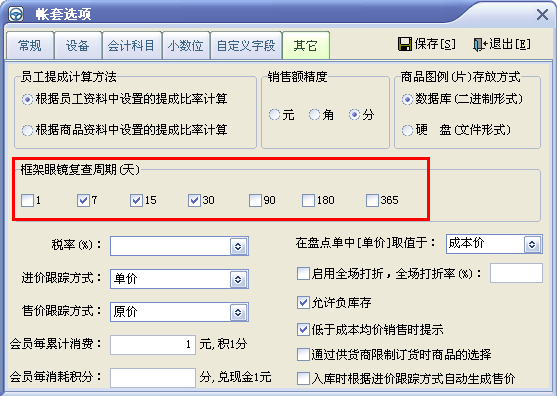 帐套选项
常规 设备 会计科目 小数位 自定义字段 其它 保存[S] 退出[E]
员工提成计算方法 销售额精度 商品图例(片)存放方式
根据员工资料中设置的提成比率计算 元 角 分 数据库(二进制形式)
根据商品资料中设置的提成比率计算 硬 盘(文件形式)
框架眼镜复查周期(天)
1 7 15 30 90 180 365
税率(%): 在盘点单中[单价]取值于: 成本价
进价跟踪方式: 单价 启用全场打折,全场打折率(%):
售价跟踪方式: 原价 允许负库存
低于成本均价销售时提示
会员每累计消费: 1 元,积1分 通过供货商限制订货时商品的选择
会员每消耗积分: 分,兑现金1元 入库时根据进价跟踪方式自动生成售价